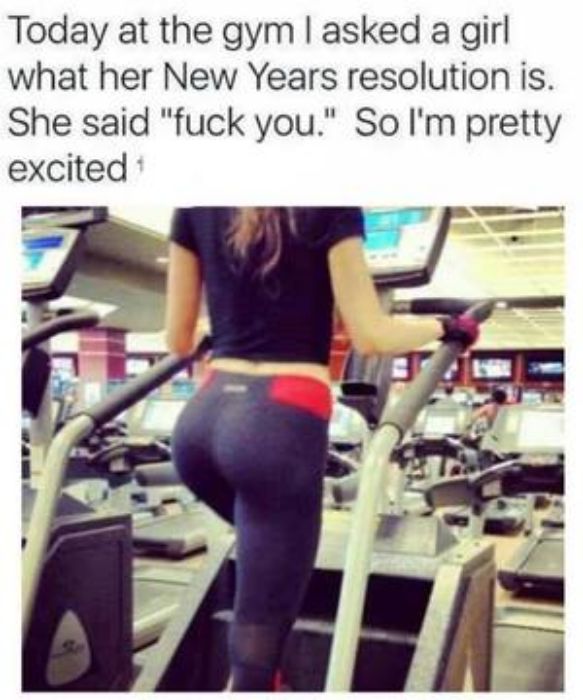 Today at the gym I asked a girl
what her New Years resolution is.
She said "fuck you." So I'm pretty
excited